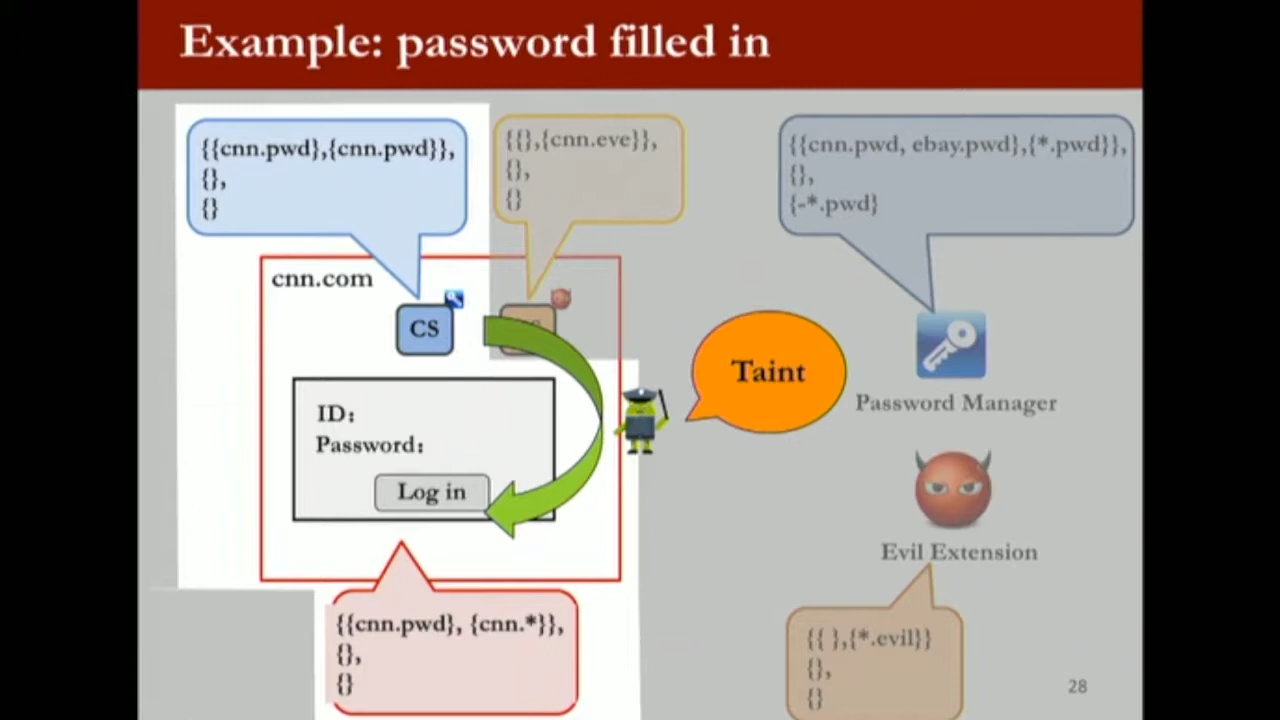 Example: password filled in
{{cnn.pwd},{cnn.pwd}},
{},
{}
{{},{cnn.eve}},
{},
{}
{{cnn.pwd, ebay.pwd},{*.pwd}},
{},
{-*.pwd}
cnn.com
CS
Taint
Password Manager
ID:
Password:
Log in
Evil Extension
{{cnn.pwd}, {cnn.*}},
{},
{}
{{ },{*.evil}}
{},
{}
28